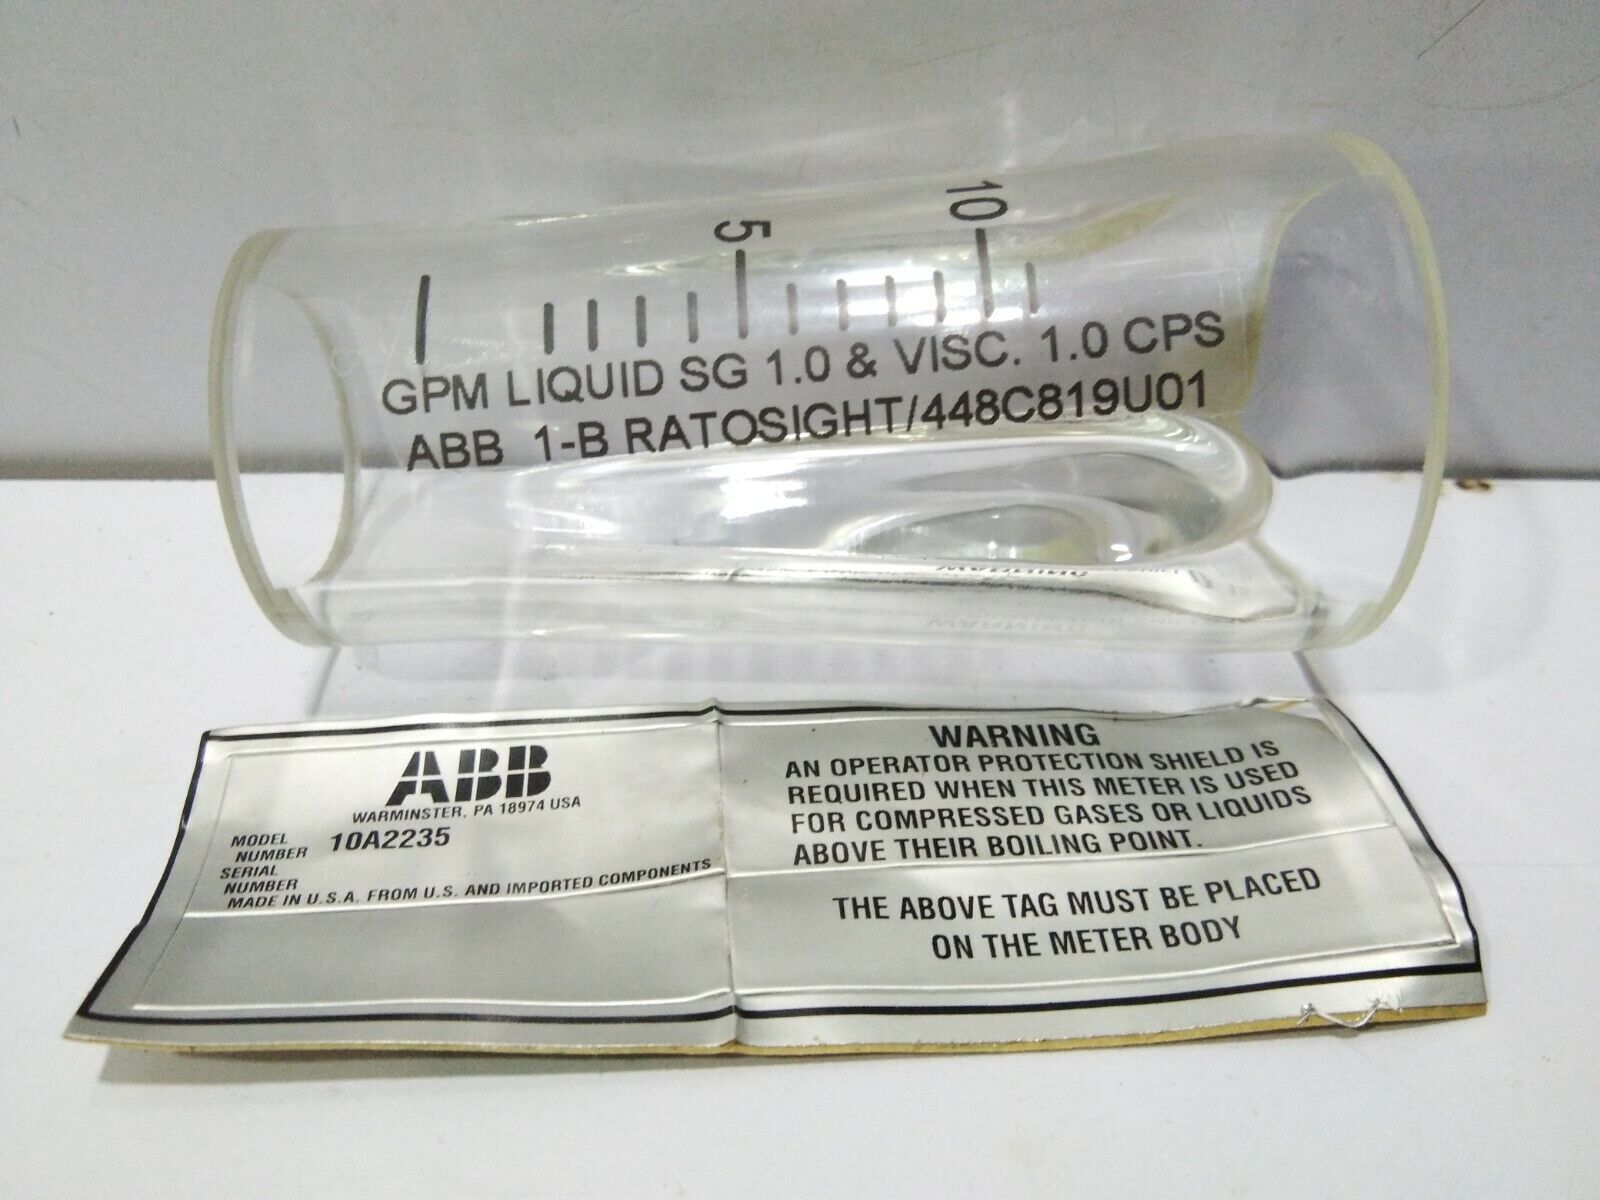 5 10
GPM LIQUID SG 1.0 & VISC. 1.0 CPS
ABB 1-B RATOSIGHT/448C819U01
ABB
WARMINSTER, PA 18974 USA
MODEL
NUMBER 10A2235
SERIAL
NUMBER
MADE IN U.S.A. FROM U.S. AND IMPORTED COMPONENTS
WARNING
AN OPERATOR PROTECTION SHIELD IS
REQUIRED WHEN THIS METER IS USED
FOR COMPRESSED GASES OR LIQUIDS
ABOVE THEIR BOILING POINT.
THE ABOVE TAG MUST BE PLACED
ON THE METER BODY